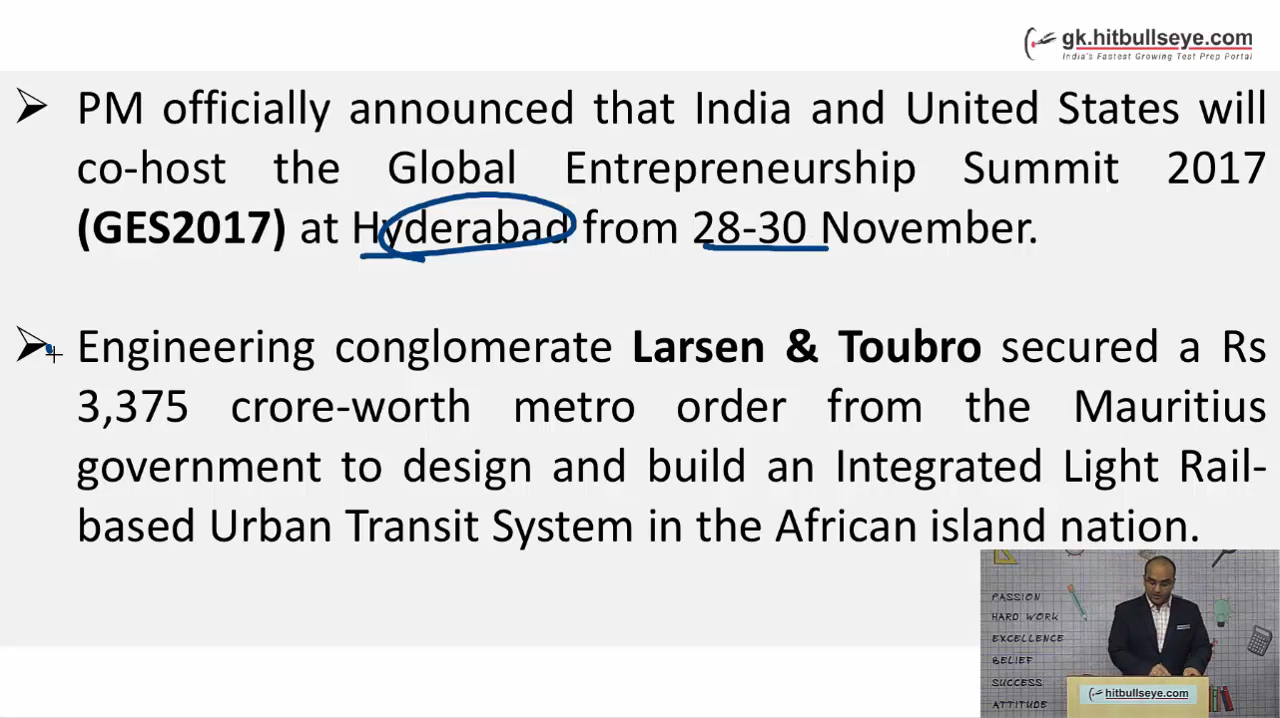 gk.hitbullseye.com
India's Fastest Growing Test Prep Portal
➢ PM officially announced that India and United States will
co-host the Global Entrepreneurship Summit 2017
(GES2017) at Hyderabad from 28-30 November.
➢ Engineering conglomerate Larsen & Toubro secured a Rs
3,375 crore-worth metro order from the Mauritius
government to design and build an Integrated Light Rail-
based Urban Transit System in the African island nation.
PASSION
HARD WORK
EXCELLENCE
BELIEF
SUCCESS
ATTITUDE
hitbullseye.com